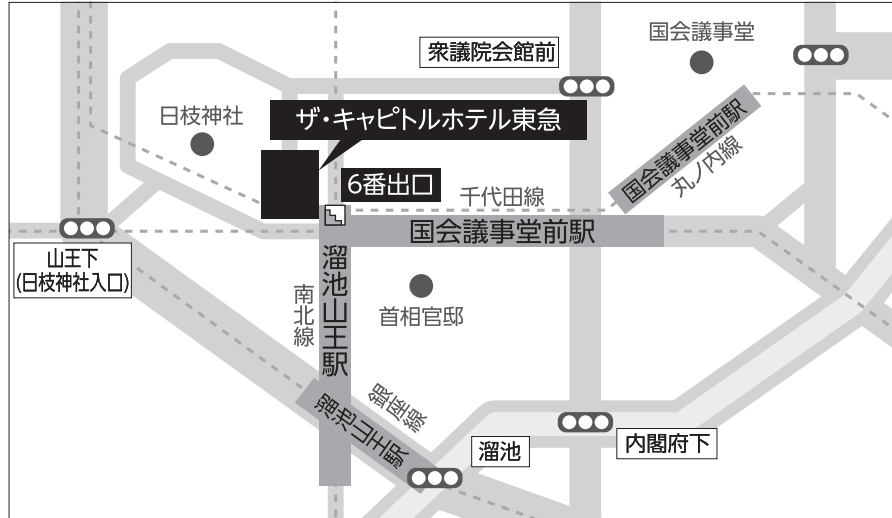 国会議事堂
衆議院会館前
日枝神社
ザ・キャピトルホテル東急
国会議事堂前駅
丸ノ内線
6番出口
千代田線
国会議事堂前駅
山王下
(日枝神社入口)
溜池山王駅
南北線
首相官邸
銀座線
溜池山王駅
溜池
内閣府下